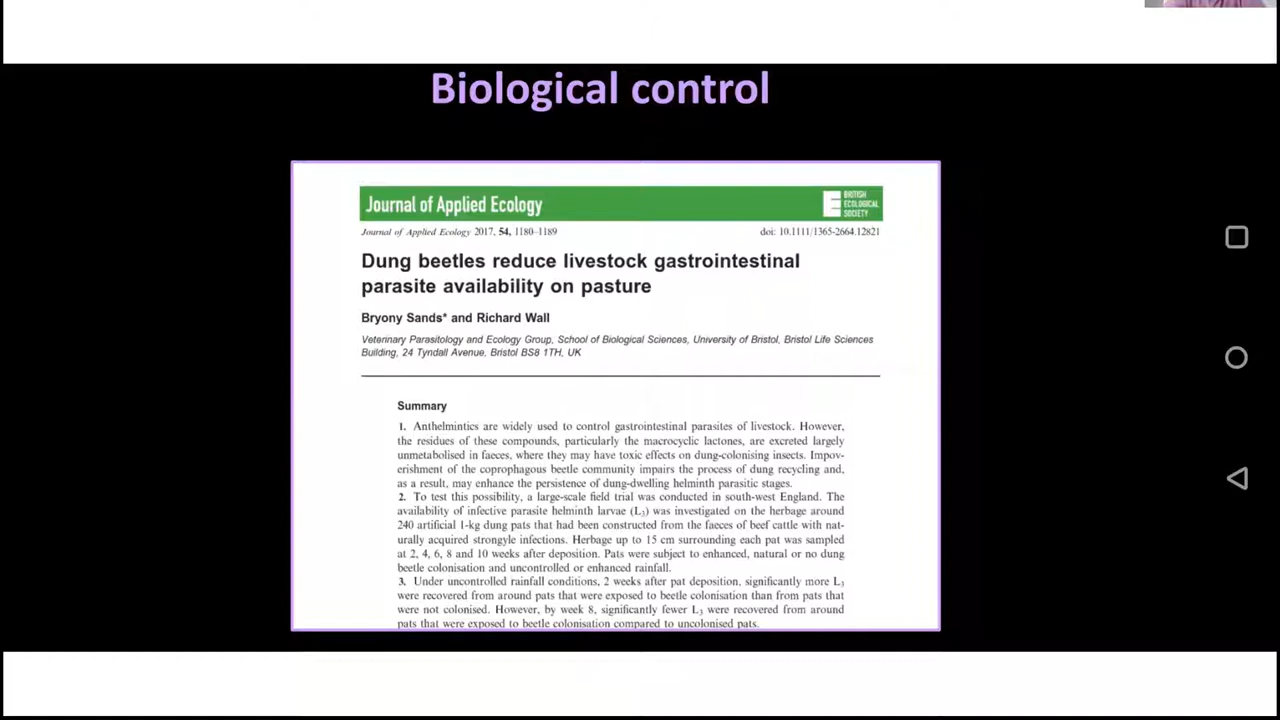 Biological control
Journal of Applied Ecology
BRITISH
ECOLOGICAL
SOCIETY
Journal of Applied Ecology 2017, 54, 1180–1189
doi: 10.1111/1365-2664.12821
Dung beetles reduce livestock gastrointestinal
parasite availability on pasture
Bryony Sands* and Richard Wall
Veterinary Parasitology and Ecology Group, School of Biological Sciences, University of Bristol, Bristol Life Sciences
Building, 24 Tyndall Avenue, Bristol BS8 1TH, UK
Summary
1. Anthelmintics are widely used to control gastrointestinal parasites of livestock. However,
the residues of these compounds, particularly the macrocyclic lactones, are excreted largely
unmetabolised in faeces, where they may have toxic effects on dung-colonising insects. Impov-
erishment of the coprophagous beetle community impairs the process of dung recycling and,
as a result, may enhance the persistence of dung-dwelling helminth parasitic stages.
2. To test this possibility, a large-scale field trial was conducted in south-west England. The
availability of infective parasite helminth larvae (L₃) was investigated on the herbage around
240 artificial 1-kg dung pats that had been constructed from the faeces of beef cattle with nat-
urally acquired strongyle infections. Herbage up to 15 cm surrounding each pat was sampled
at 2, 4, 6, 8 and 10 weeks after deposition. Pats were subject to enhanced, natural or no dung
beetle colonisation and uncontrolled or enhanced rainfall.
3. Under uncontrolled rainfall conditions, 2 weeks after pat deposition, significantly more L₃
were recovered from around pats that were exposed to beetle colonisation than from pats that
were not colonised. However, by week 8, significantly fewer L₃ were recovered from around
pats that were exposed to beetle colonisation compared to uncolonised pats.